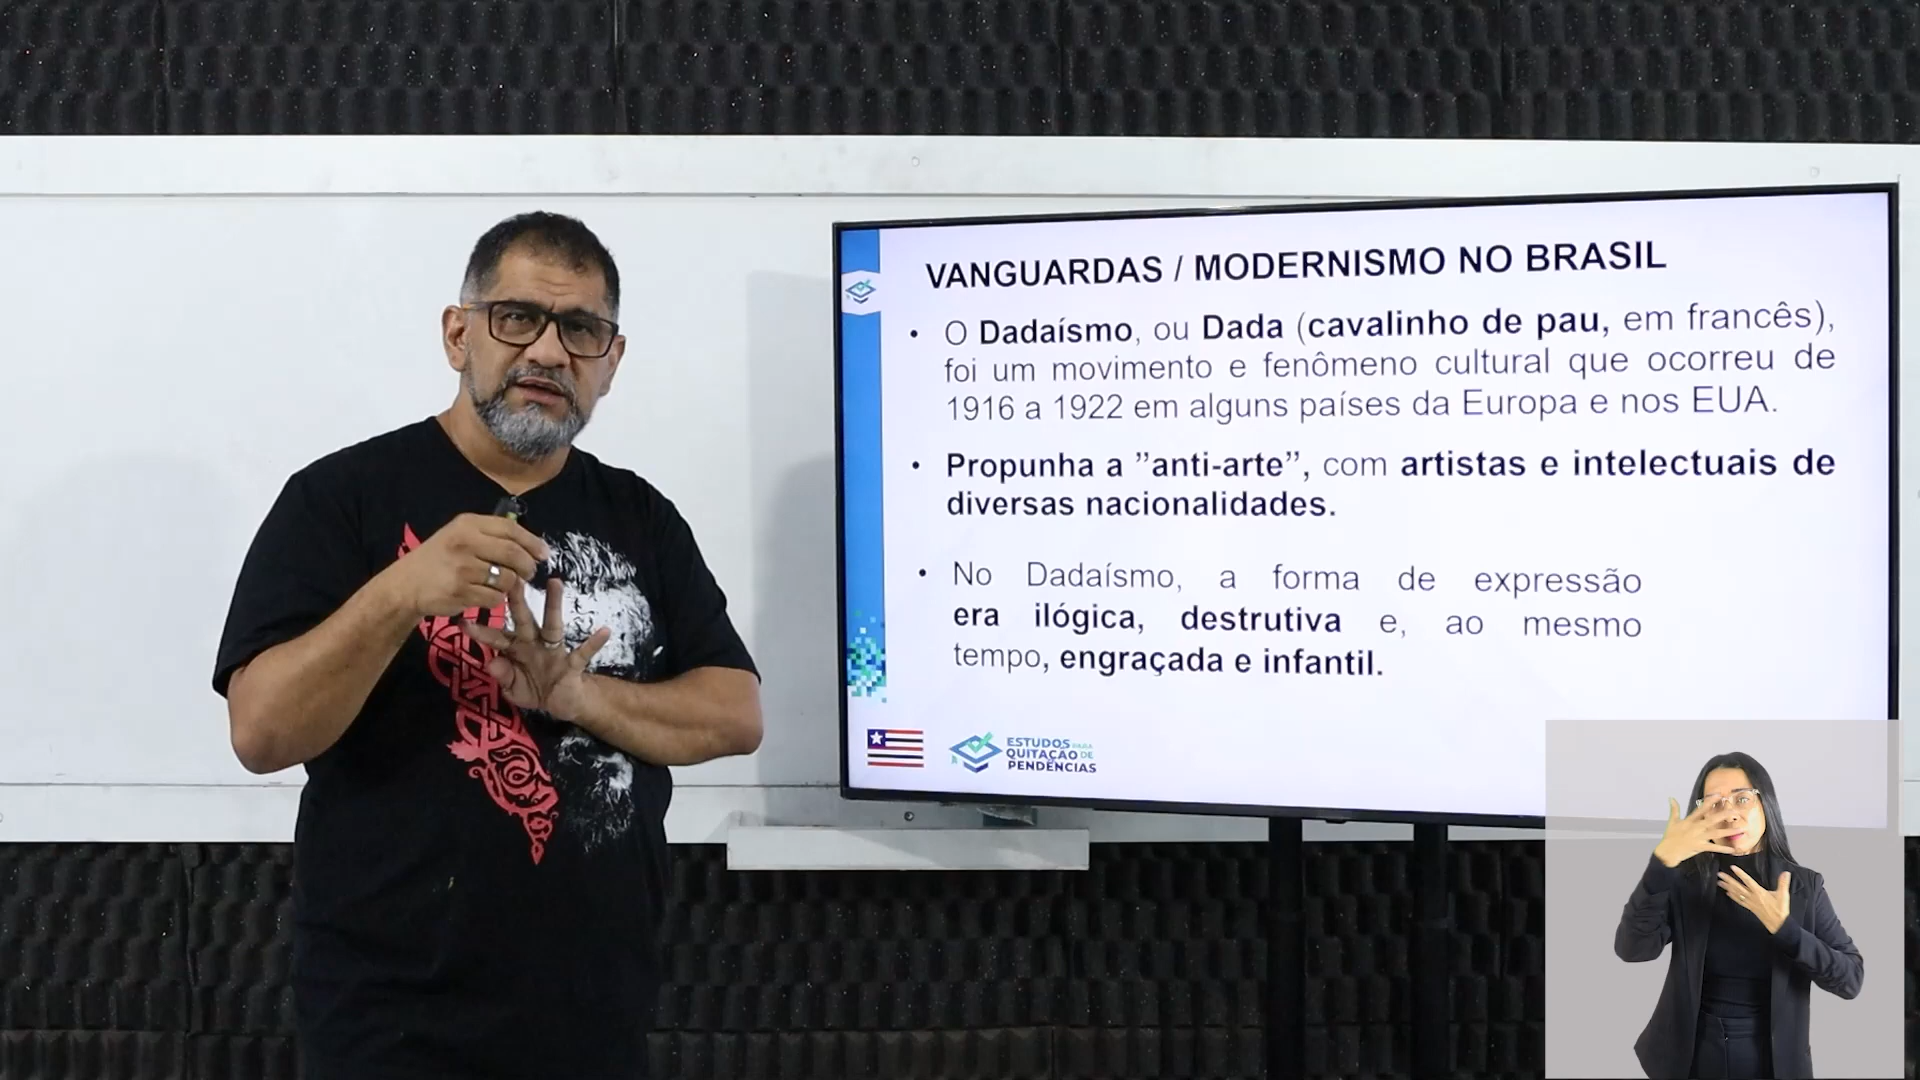 VANGUARDAS / MODERNISMO NO BRASIL
• O Dadaísmo, ou Dada (cavalinho de pau, em francês),
foi um movimento e fenômeno cultural que ocorreu de
1916 a 1922 em alguns países da Europa e nos EUA.
• Propunha a ”anti-arte”, com artistas e intelectuais de
diversas nacionalidades.
• No Dadaísmo, a forma de expressão
era ilógica, destrutiva e, ao mesmo
tempo, engraçada e infantil.
ESTUDOS PARA
QUITAÇÃO DE
PENDÊNCIAS